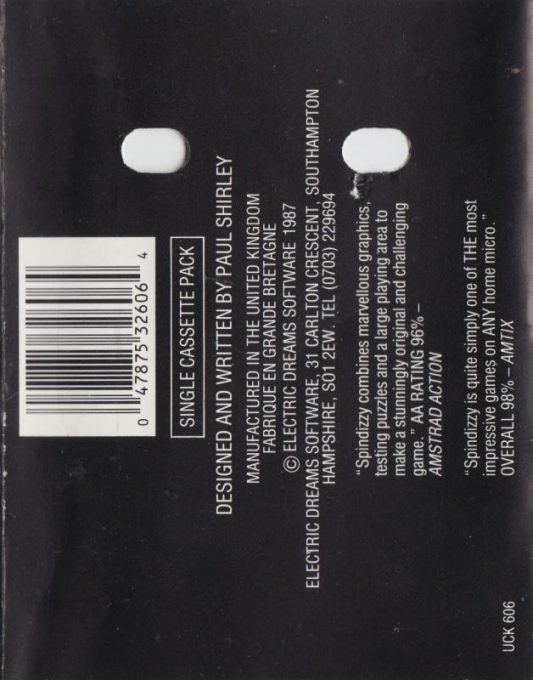 0 47875 32606 4
SINGLE CASSETTE PACK
DESIGNED AND WRITTEN BY PAUL SHIRLEY
MANUFACTURED IN THE UNITED KINGDOM
FABRIQUE EN GRANDE BRETAGNE
© ELECTRIC DREAMS SOFTWARE 1987
ELECTRIC DREAMS SOFTWARE, 31 CARLTON CRESCENT, SOUTHAMPTON
HAMPSHIRE, SO1 2EW. TEL (0703) 229694
“Spindizzy combines marvellous graphics,
testing puzzles and a large playing area to
make a stunningly original and challenging
game.” AA RATING 96% –
AMSTRAD ACTION
“Spindizzy is quite simply one of THE most
impressive games on ANY home micro.”
OVERALL 98% – AMTIX
UCK 606